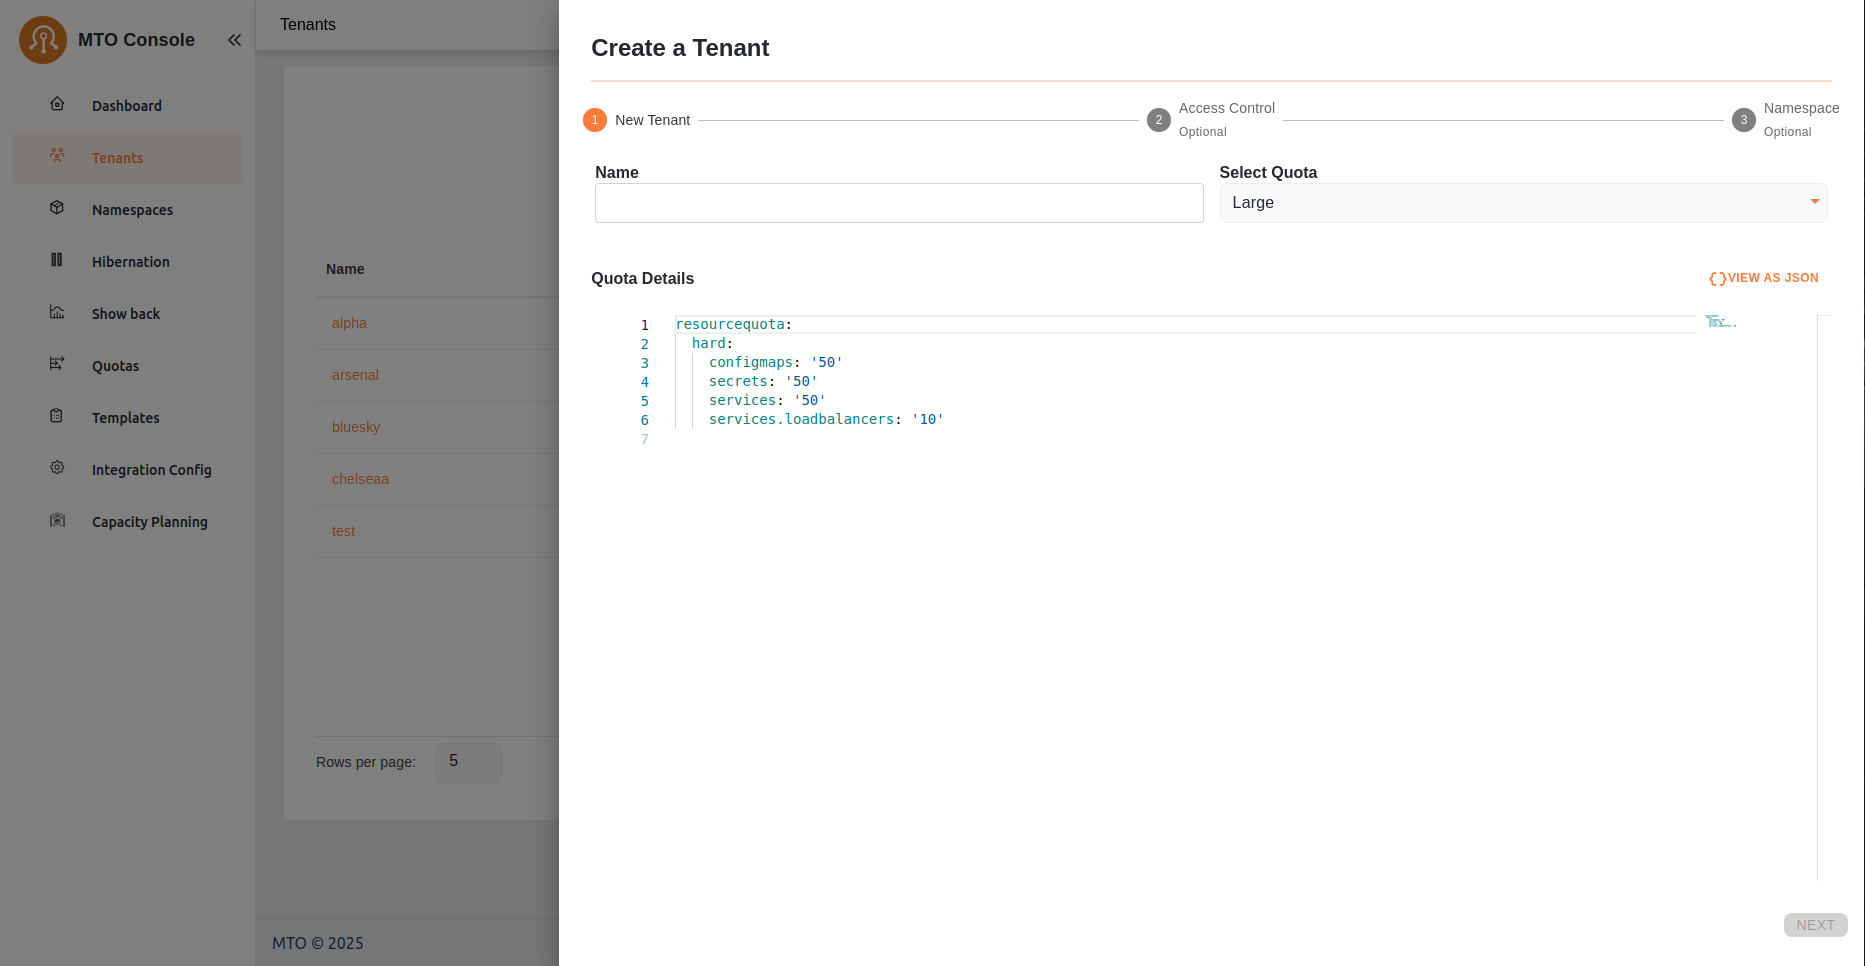 MTO Console
Dashboard
Tenants
Namespaces
Hibernation
Show back
Quotas
Templates
Integration Config
Capacity Planning
Tenants
Name
alpha
arsenal
bluesky
chelseaa
test
Rows per page: 5
MTO © 2025
Create a Tenant
1 New Tenant
2 Access Control
Optional
3 Namespace
Optional
Name
Select Quota
Large
Quota Details
{}VIEW AS JSON
1 resourcequota:
2 hard:
3 configmaps: '50'
4 secrets: '50'
5 services: '50'
6 services.loadbalancers: '10'
7
NEXT